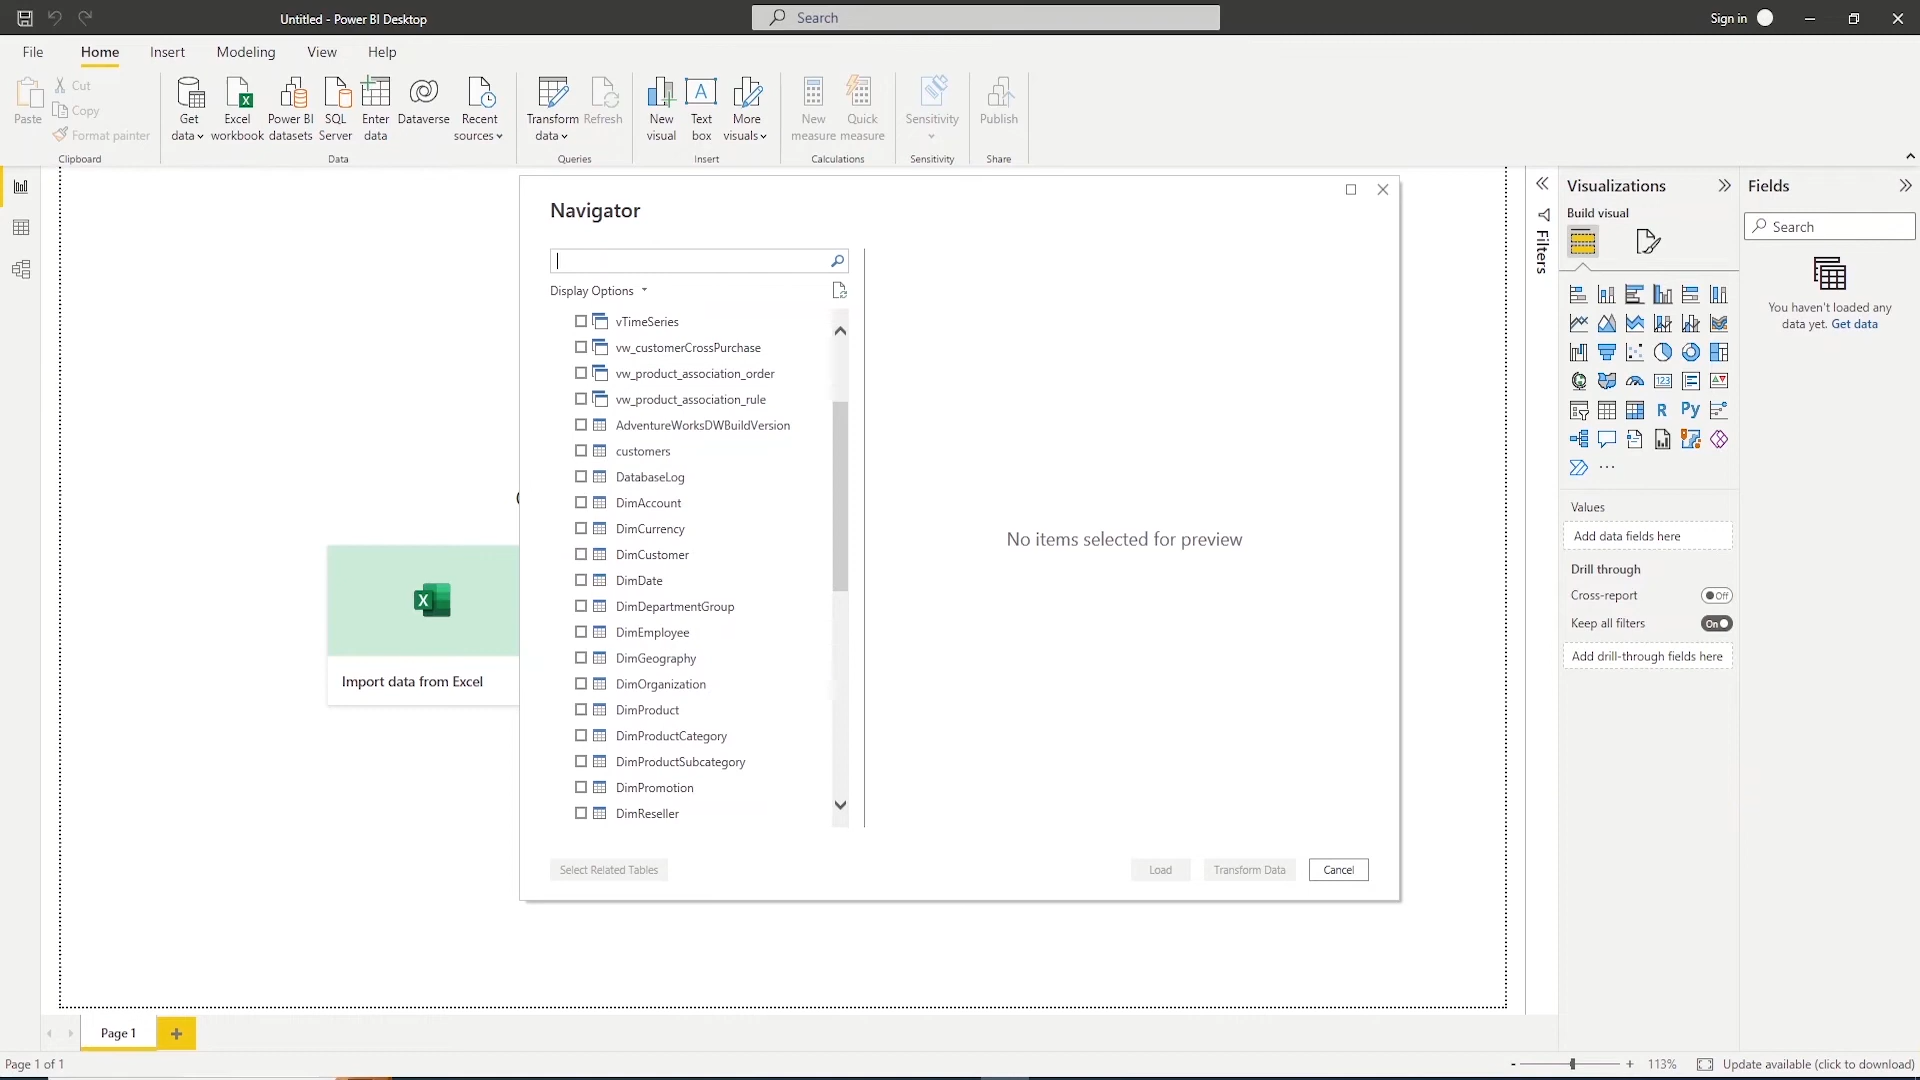 Untitled - Power BI Desktop
Search
Sign in
File
Home
Insert
Modeling
View
Help
Paste
Cut
Copy
Format painter
Clipboard
Get data
Excel workbook
Power BI datasets
SQL Server
Enter data
Dataverse
Recent sources
Data
Transform data
Refresh
Queries
New visual
Text box
More visuals
Insert
New measure
Quick measure
Calculations
Sensitivity
Sensitivity
Publish
Share
Navigator
Display Options
vTimeSeries
vw_customerCrossPurchase
vw_product_association_order
vw_product_association_rule
AdventureWorksDWBuildVersion
customers
DatabaseLog
DimAccount
DimCurrency
DimCustomer
DimDate
DimDepartmentGroup
DimEmployee
DimGeography
DimOrganization
DimProduct
DimProductCategory
DimProductSubcategory
DimPromotion
DimReseller
No items selected for preview
Select Related Tables
Load
Transform Data
Cancel
Import data from Excel
Filters
Visualizations
Build visual
123
R
Py
Values
Add data fields here
Drill through
Cross-report
Off
Keep all filters
On
Add drill-through fields here
Fields
Search
You haven't loaded any
data yet. Get data
Page 1
Page 1 of 1
113%
Update available (click to download)